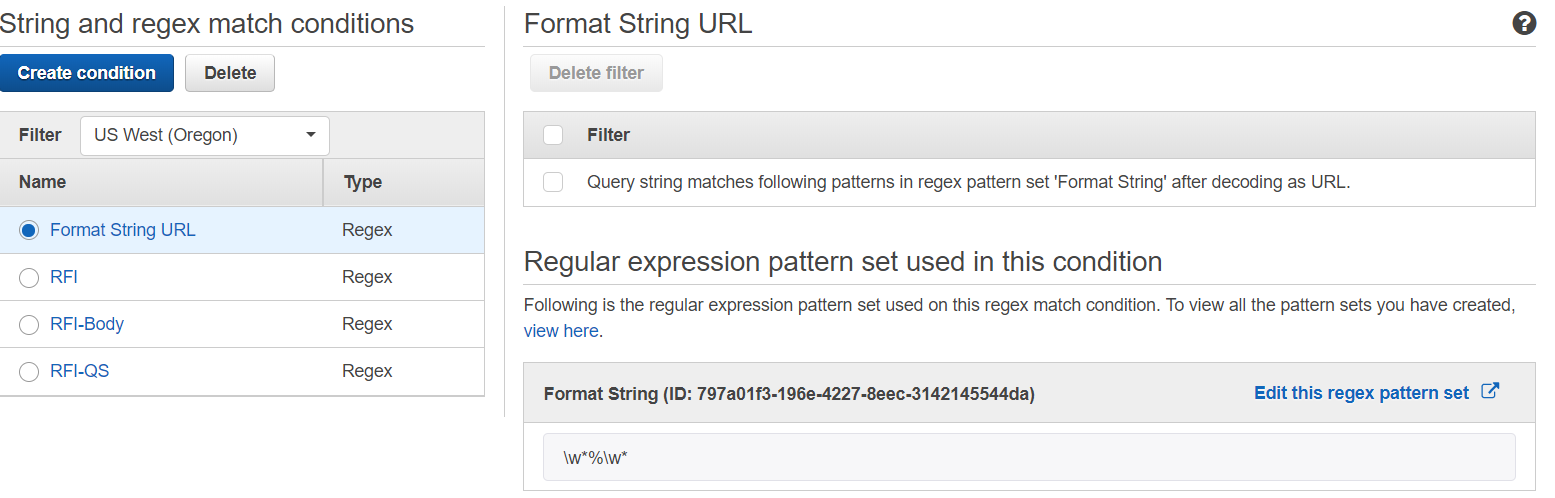 String and regex match conditions
Create condition
Delete
Filter
US West (Oregon)
Name
Type
Format String URL
Regex
RFI
Regex
RFI-Body
Regex
RFI-QS
Regex
Format String URL
?
Delete filter
Filter
Query string matches following patterns in regex pattern set 'Format String' after decoding as URL.
Regular expression pattern set used in this condition
Following is the regular expression pattern set used on this regex match condition. To view all the pattern sets you have created,
view here.
Format String (ID: 797a01f3-196e-4227-8eec-3142145544da)
Edit this regex pattern set
\w*%\w*